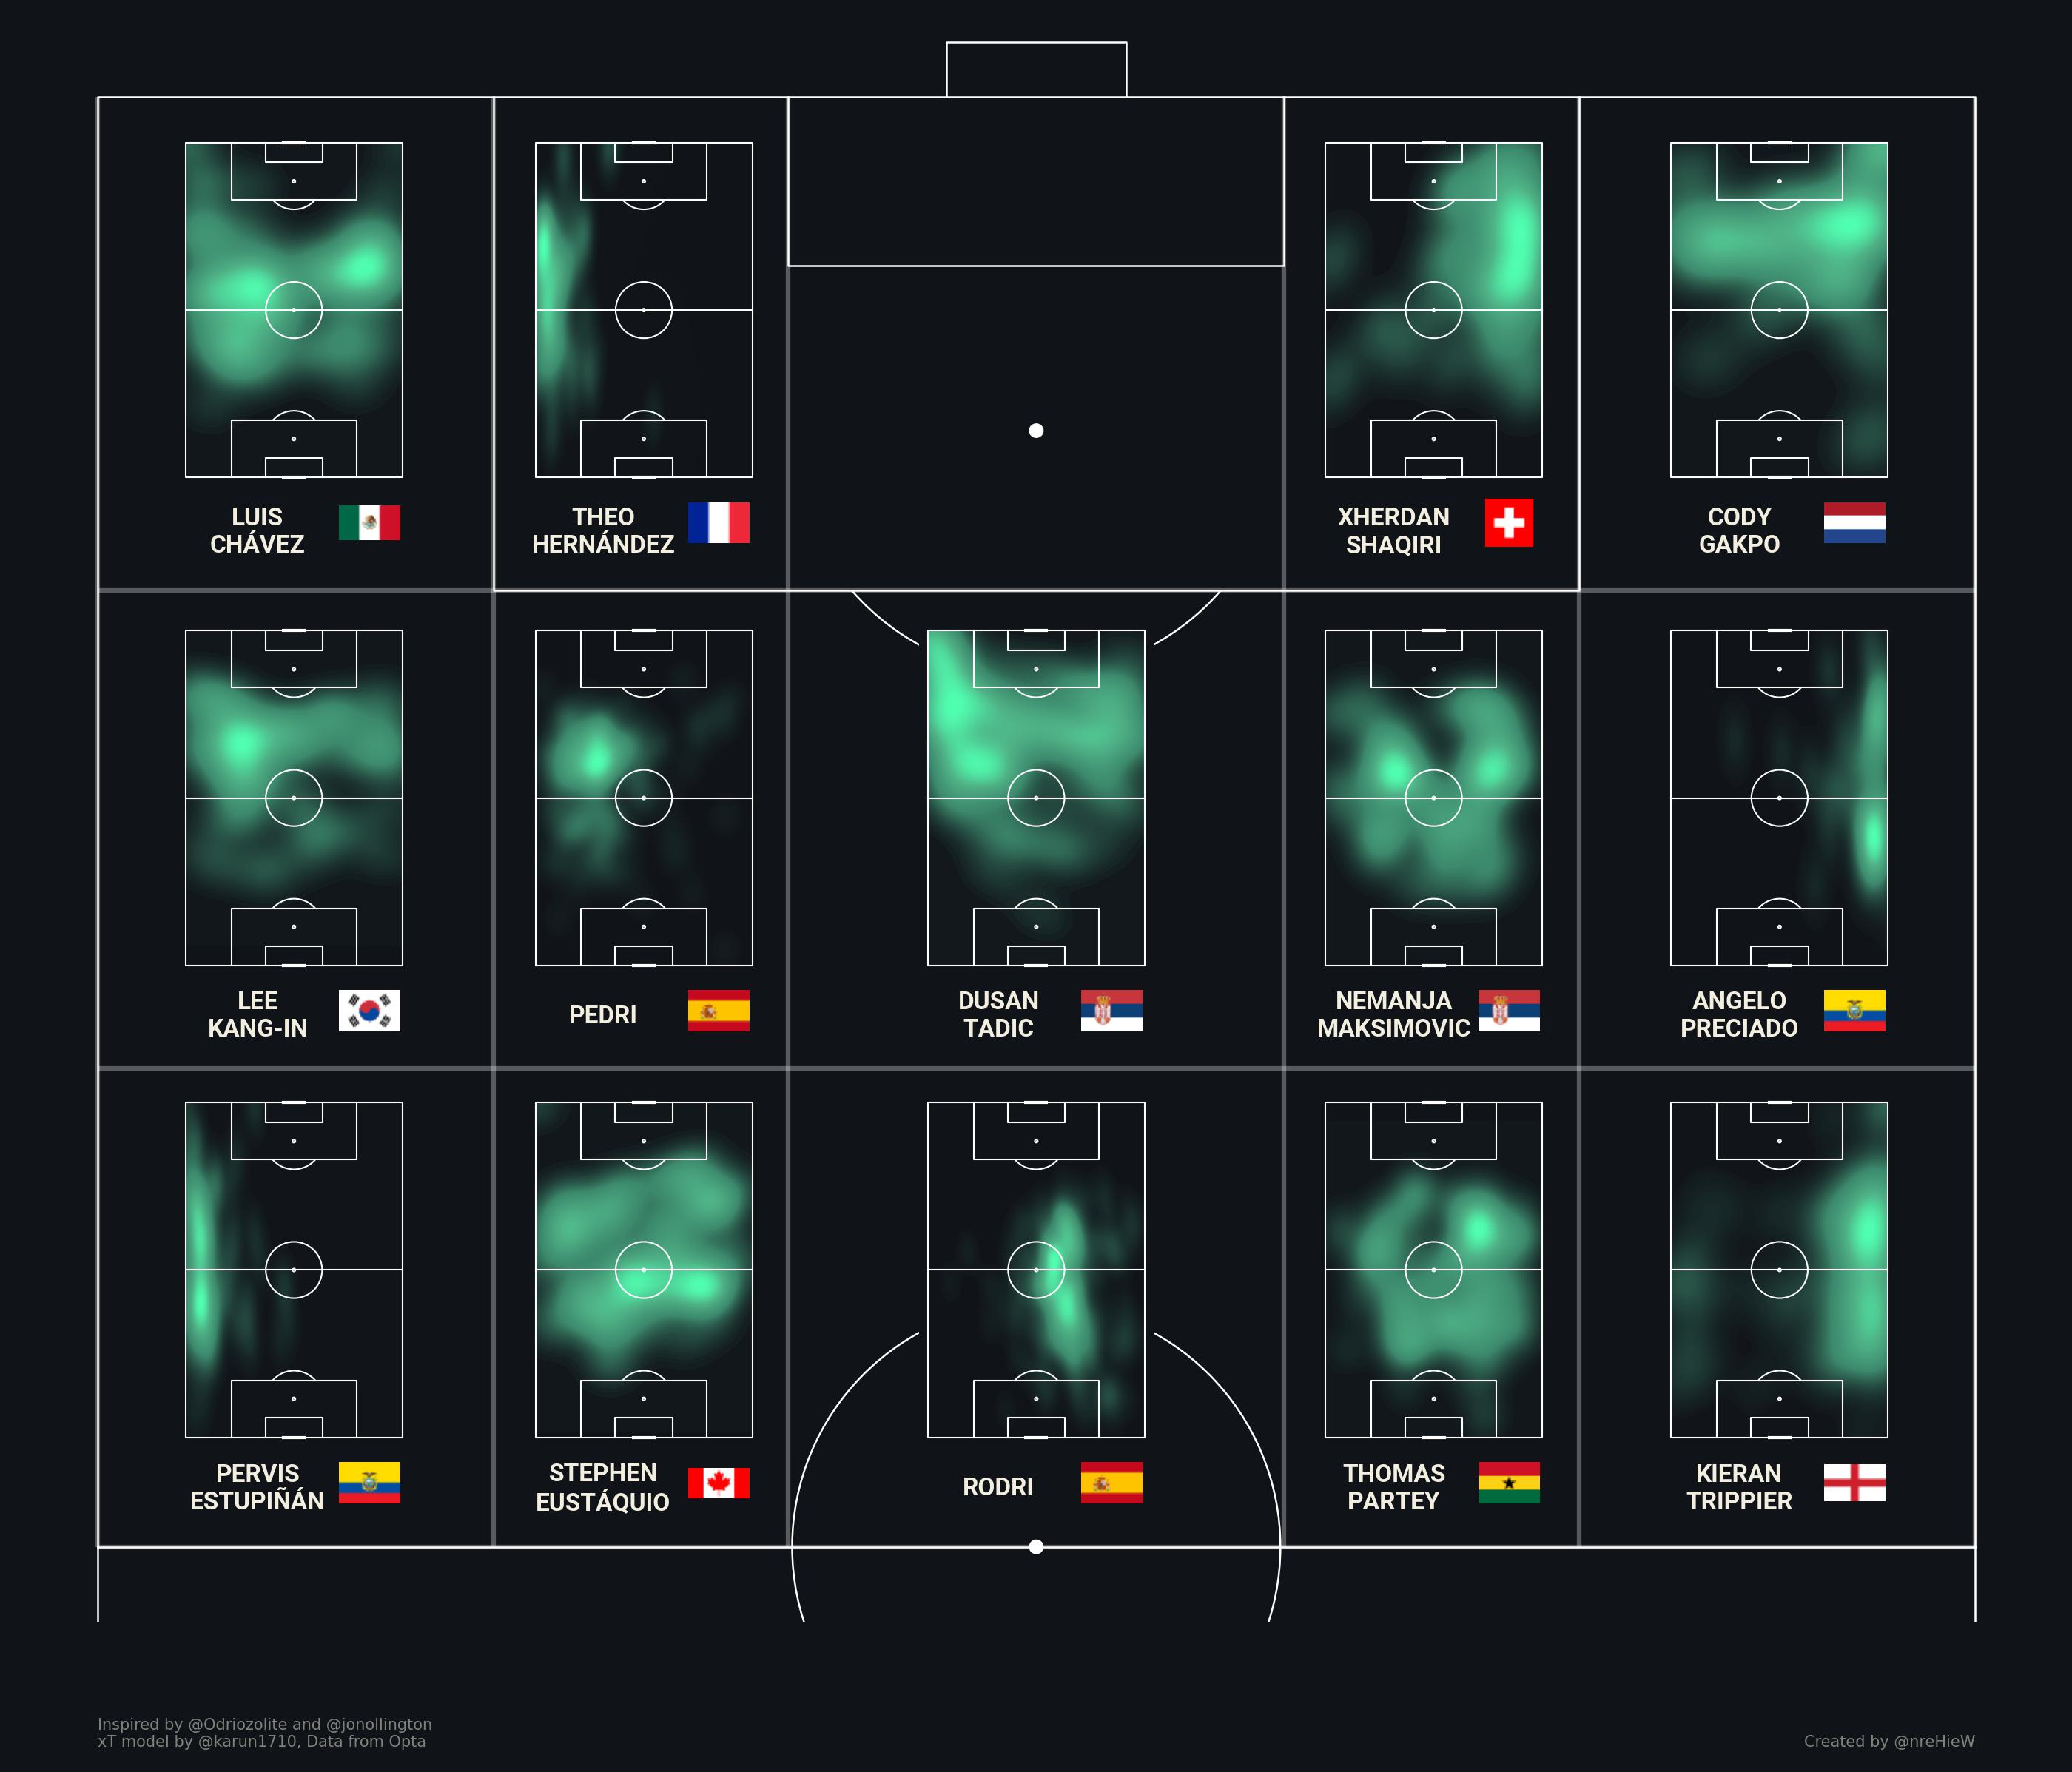 LUIS
CHÁVEZ
THEO
HERNÁNDEZ
XHERDAN
SHAQIRI
CODY
GAKPO
LEE
KANG-IN
PEDRI
DUSAN
TADIC
NEMANJA
MAKSIMOVIC
ANGELO
PRECIADO
PERVIS
ESTUPIÑÁN
STEPHEN
EUSTÁQUIO
RODRI
THOMAS
PARTEY
KIERAN
TRIPPIER
Inspired by @Odriozolite and @jonollington
xT model by @karun1710, Data from Opta
Created by @nreHieW